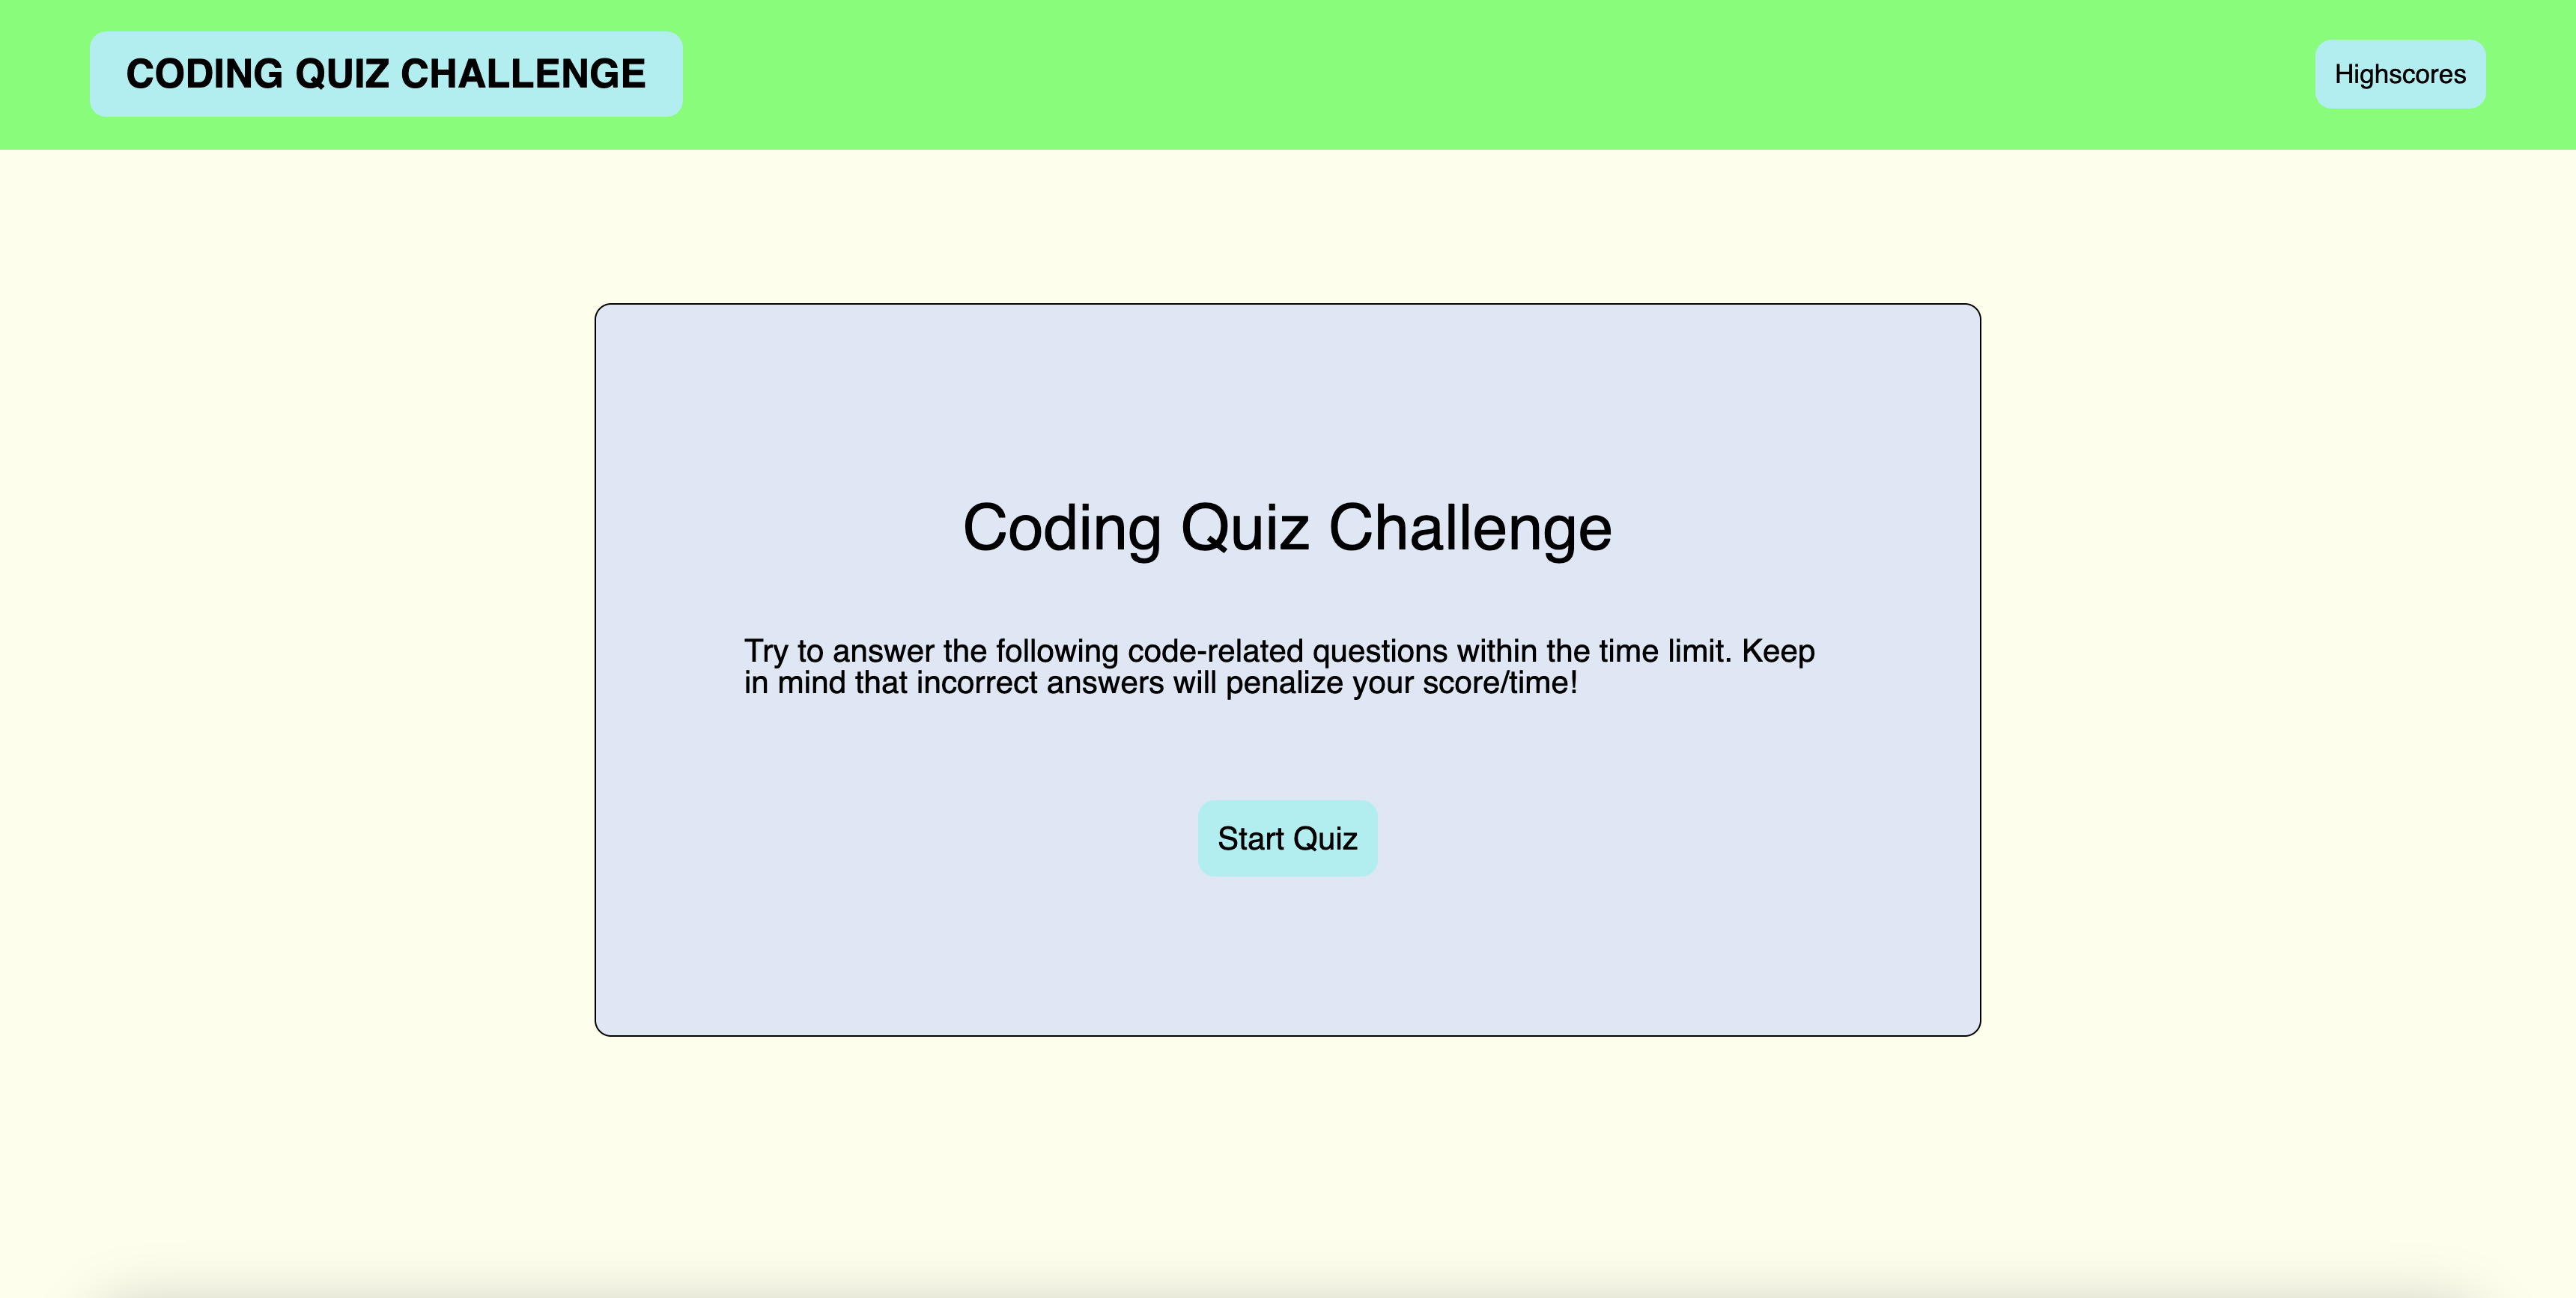 CODING QUIZ CHALLENGE
Highscores
Coding Quiz Challenge
Try to answer the following code-related questions within the time limit. Keep
in mind that incorrect answers will penalize your score/time!
Start Quiz